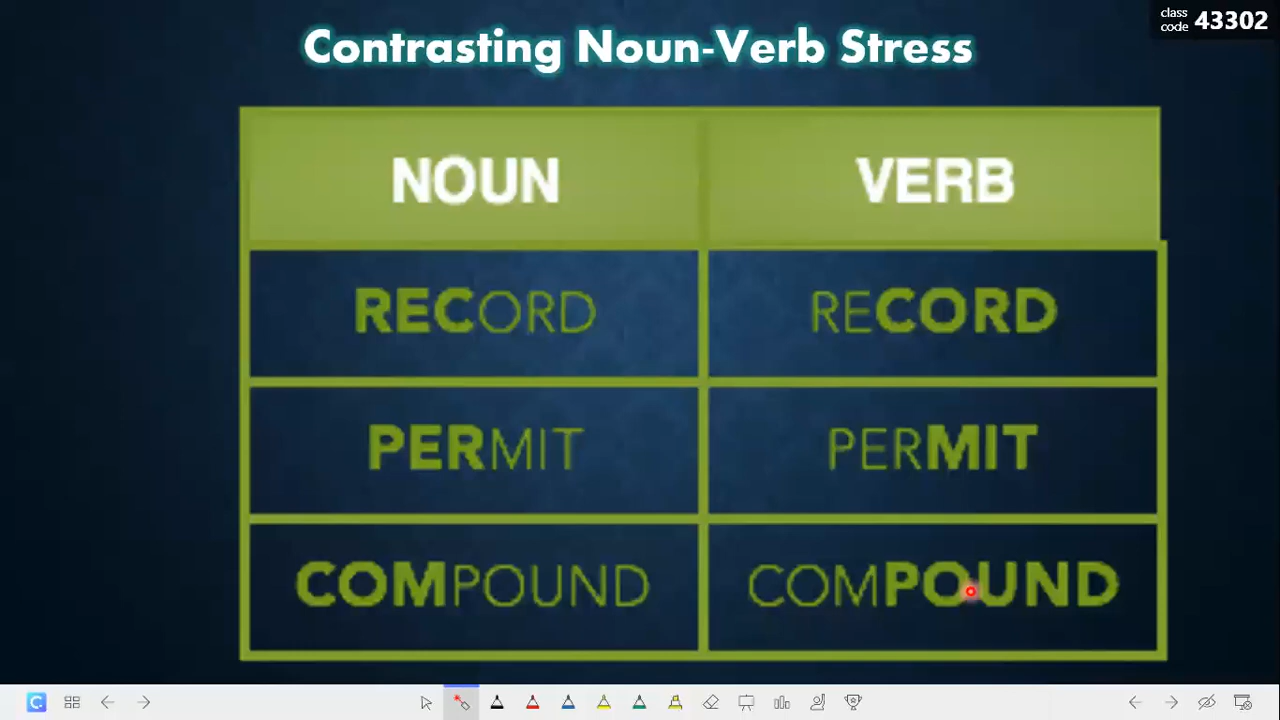 Contrasting Noun-Verb Stress
class
code 43302
NOUN VERB
RECORD RECORD
PERMIT PERMIT
COMPOUND COMPOUND